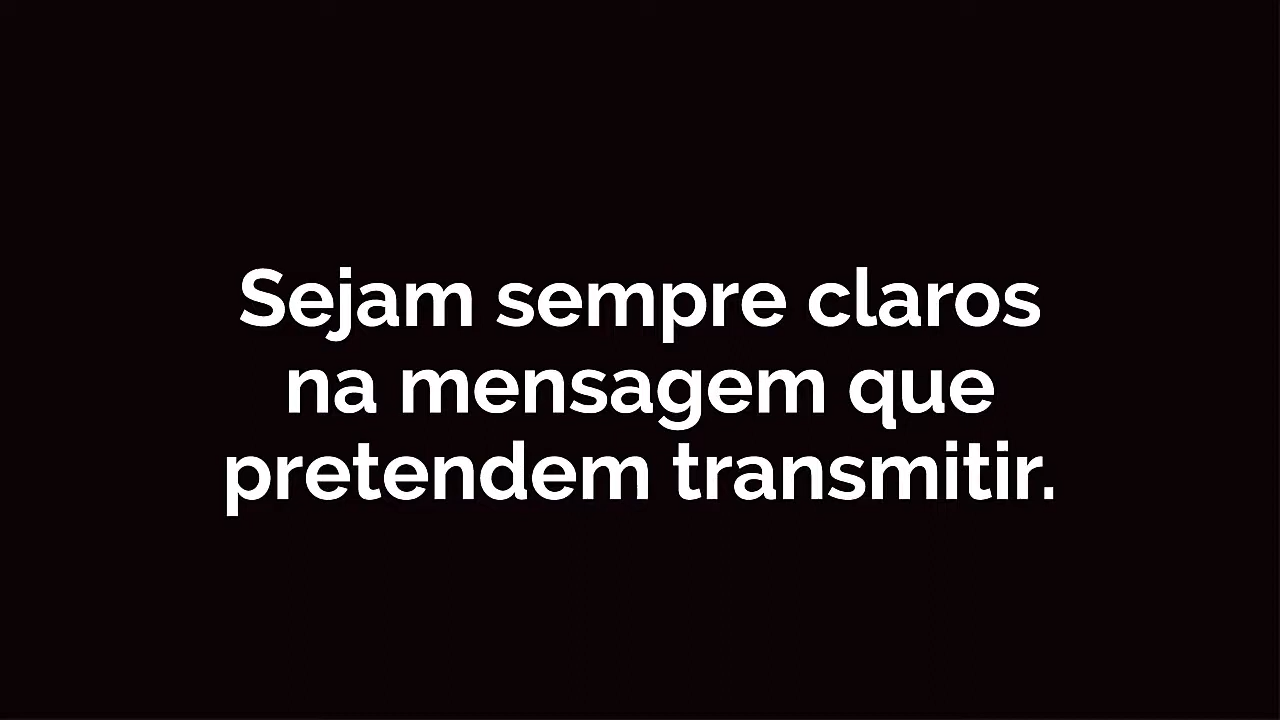 Sejam sempre claros
na mensagem que
pretendem transmitir.